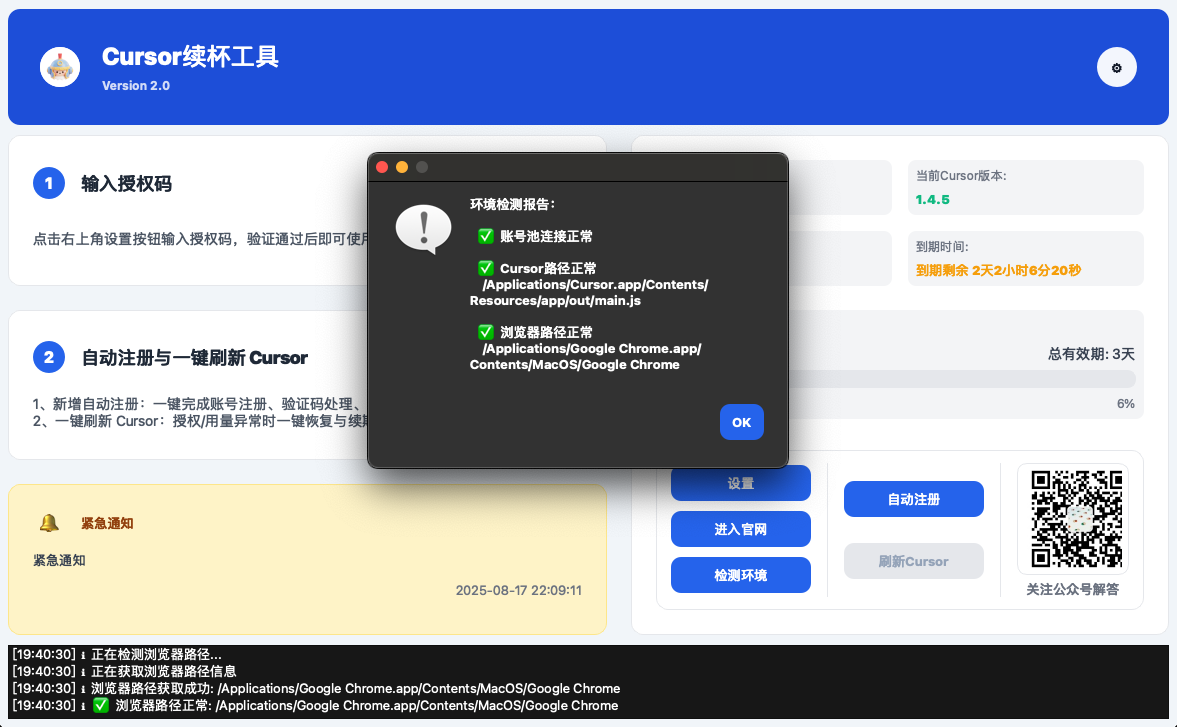 Cursor续杯工具
Version 2.0
1
输入授权码
点击右上角设置按钮输入授权码，验证通过后即可使用
2
自动注册与一键刷新 Cursor
1、新增自动注册：一键完成账号注册、验证码处理、
2、一键刷新 Cursor：授权/用量异常时一键恢复与续期
紧急通知
紧急通知
2025-08-17 22:09:11
环境检测报告：
✅ 账号池连接正常
✅ Cursor路径正常
/Applications/Cursor.app/Contents/
Resources/app/out/main.js
✅ 浏览器路径正常
/Applications/Google Chrome.app/
Contents/MacOS/Google Chrome
OK
当前Cursor版本:
1.4.5
到期时间:
到期剩余 2天2小时6分20秒
总有效期: 3天
6%
设置
进入官网
检测环境
自动注册
刷新Cursor
关注公众号解答
[19:40:30] ℹ 正在检测浏览器路径...
[19:40:30] ℹ 正在获取浏览器路径信息
[19:40:30] ℹ 浏览器路径获取成功: /Applications/Google Chrome.app/Contents/MacOS/Google Chrome
[19:40:30] ℹ ✅ 浏览器路径正常: /Applications/Google Chrome.app/Contents/MacOS/Google Chrome